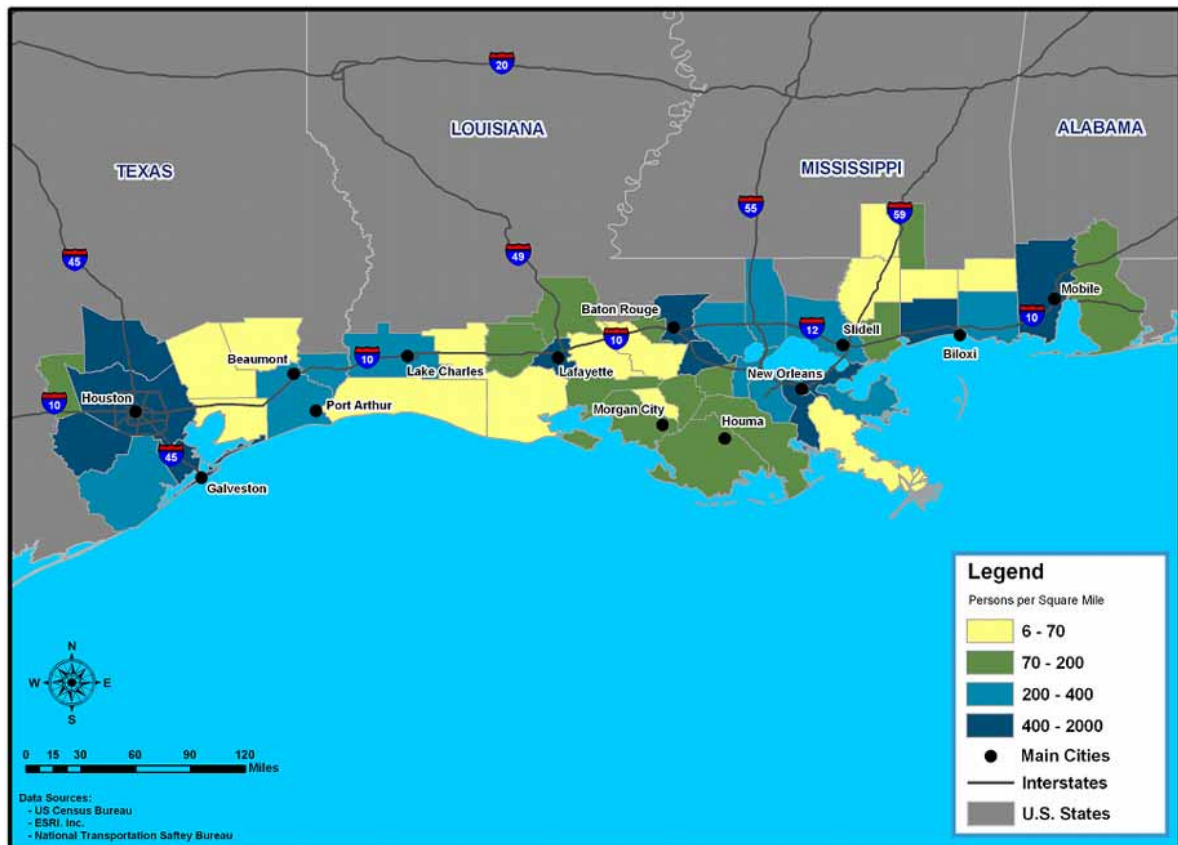 20
LOUISIANA
ALABAMA
TEXAS
MISSISSIPPI
55
59
45
49
Mobile
Baton Rouge
10
12
Slidell
10
Beaumont
10
Biloxi
Lake Charles
Lafayette
New Orleans
10
Houston
Port Arthur
Morgan City
Houma
45
Galveston
Legend
Persons per Square Mile
6 - 70
70 - 200
200 - 400
400 - 2000
Main Cities
Interstates
U.S. States
N
W E
S
0 15 30 60 90 120
Miles
Data Sources:
- US Census Bureau
- ESRI. Inc.
- National Transportation Saftey Bureau